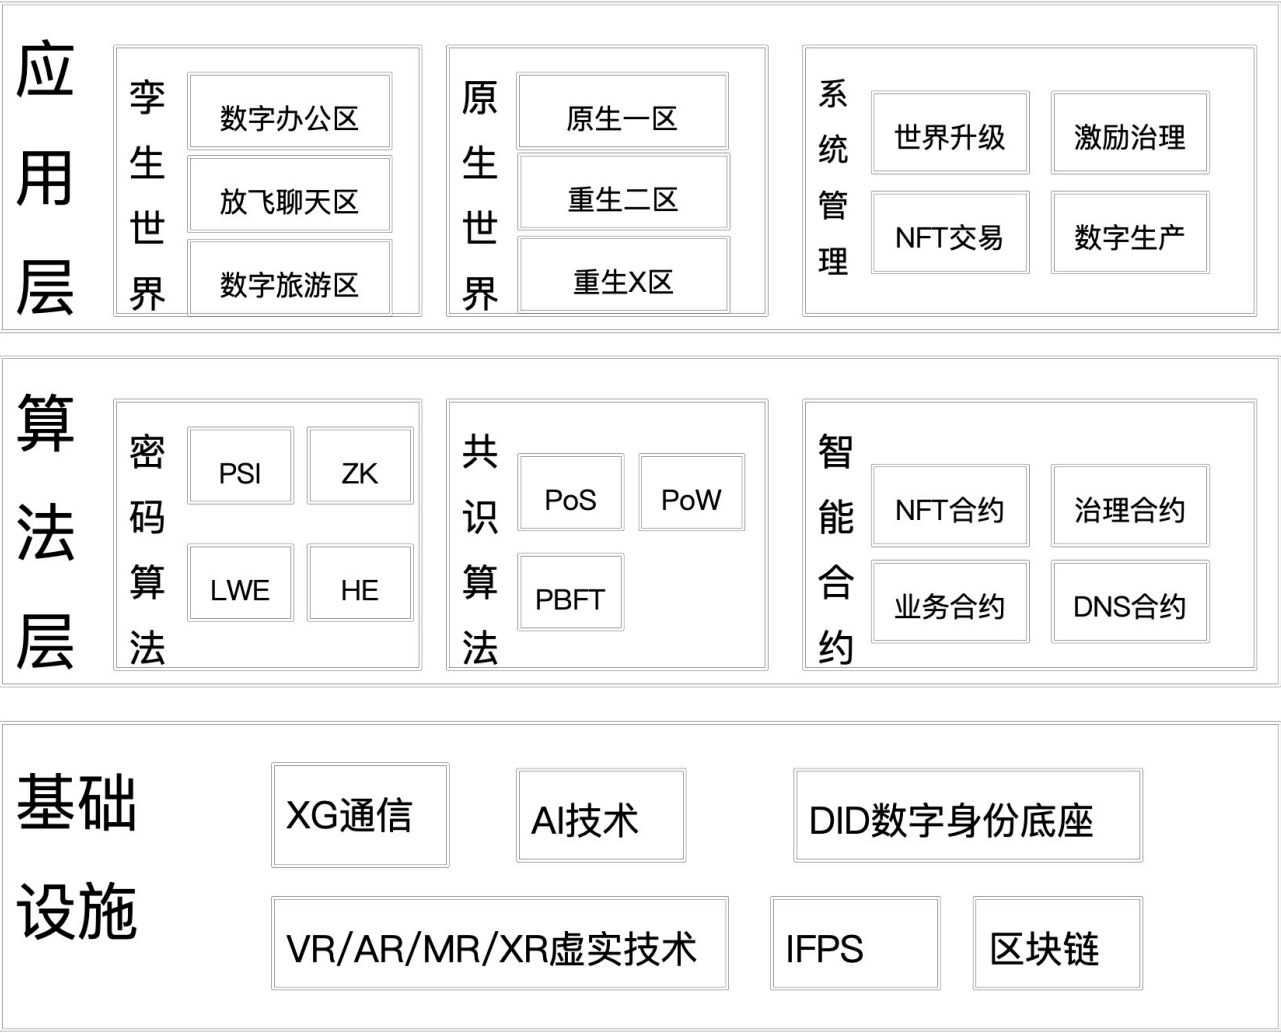 应用层
孪生世界
数字办公区
放飞聊天区
数字旅游区
原生世界
原生一区
重生二区
重生X区
系统管理
世界升级
激励治理
NFT交易
数字生产
算法层
密码算法
PSI
ZK
LWE
HE
共识算法
PoS
PoW
PBFT
智能合约
NFT合约
治理合约
业务合约
DNS合约
基础
设施
XG通信
AI技术
DID数字身份底座
VR/AR/MR/XR虚实技术
IFPS
区块链